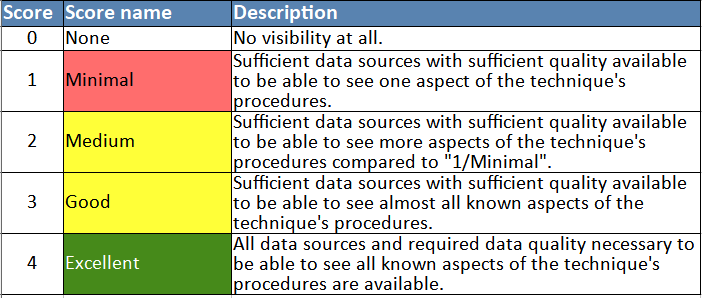 Score Score name Description
0 None No visibility at all.
1 Minimal Sufficient data sources with sufficient quality available
to be able to see one aspect of the technique's
procedures.
2 Medium Sufficient data sources with sufficient quality available
to be able to see more aspects of the technique's
procedures compared to "1/Minimal".
3 Good Sufficient data sources with sufficient quality available
to be able to see almost all known aspects of the
technique's procedures.
4 Excellent All data sources and required data quality necessary to
be able to see all known aspects of the technique's
procedures are available.